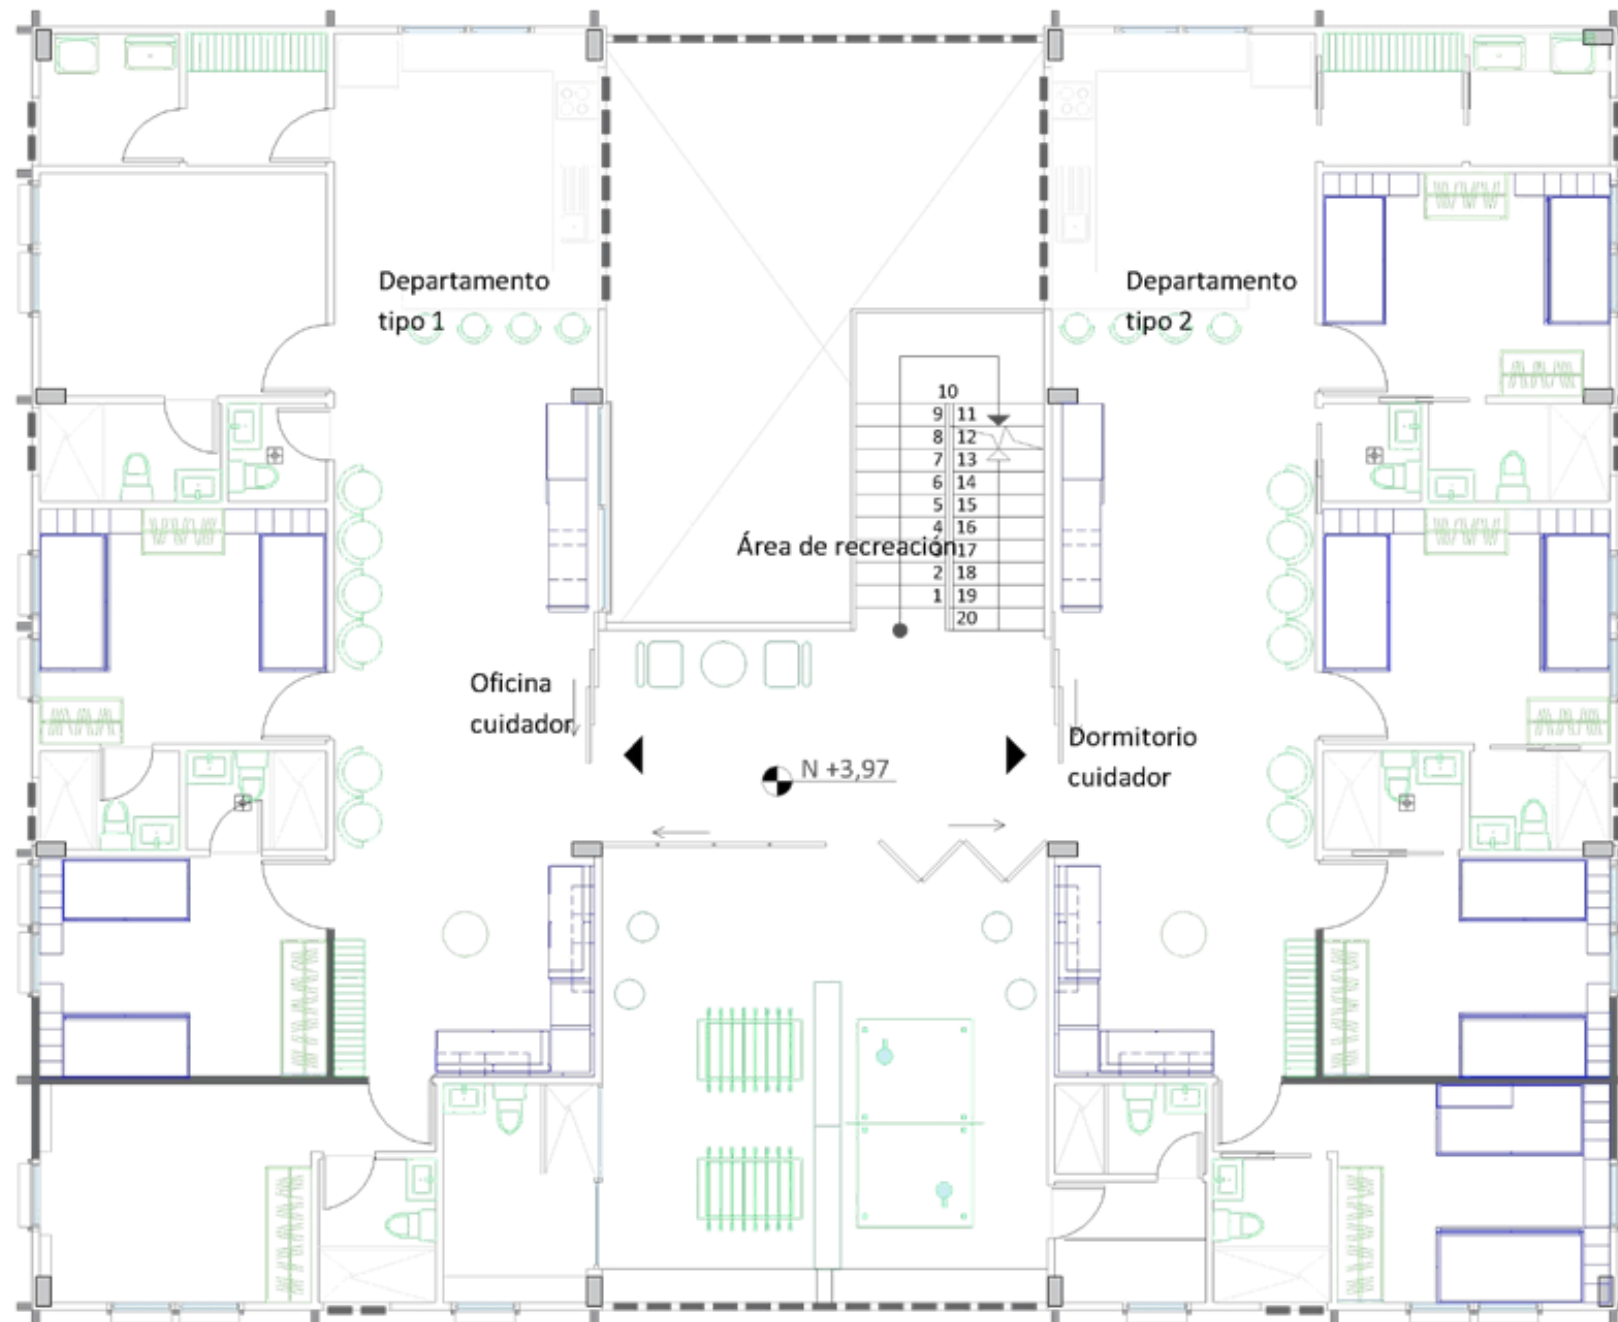 Departamento
tipo 1
Departamento
tipo 2
10
9 11
8 12
7 13
6 14
5 15
4 16
Área de recreación
3 17
2 18
1 19
20
Oficina
cuidador
Dormitorio
cuidador
N +3,97